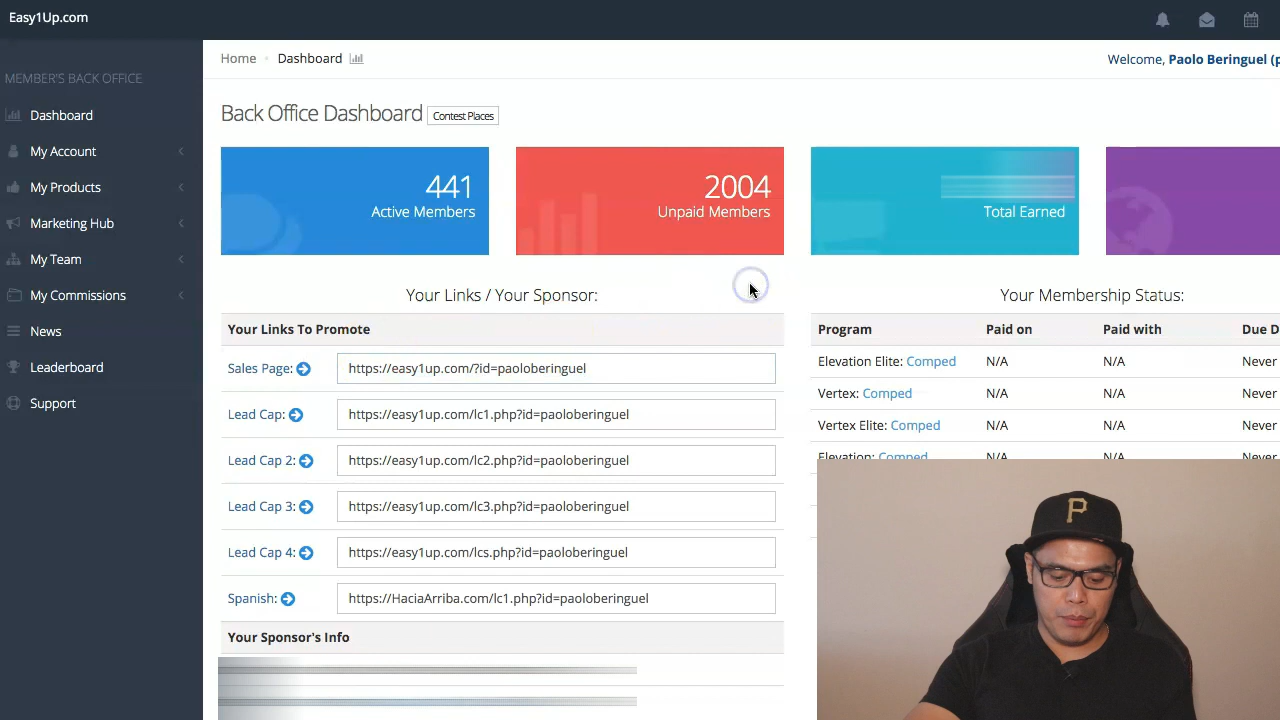 Easy1Up.com
MEMBER'S BACK OFFICE
Dashboard
My Account
My Products
Marketing Hub
My Team
My Commissions
News
Leaderboard
Support
Home Dashboard
Welcome, Paolo Beringuel (p
Back Office Dashboard Contest Places
441
Active Members
2004
Unpaid Members
Total Earned
Your Links / Your Sponsor:
Your Links To Promote
Sales Page: https://easy1up.com/?id=paoloberinguel
Lead Cap: https://easy1up.com/lc1.php?id=paoloberinguel
Lead Cap 2: https://easy1up.com/lc2.php?id=paoloberinguel
Lead Cap 3: https://easy1up.com/lc3.php?id=paoloberinguel
Lead Cap 4: https://easy1up.com/lcs.php?id=paoloberinguel
Spanish: https://HaciaArriba.com/lc1.php?id=paoloberinguel
Your Sponsor's Info
Your Membership Status:
Program Paid on Paid with Due D
Elevation Elite: Comped N/A N/A Never
Vertex: Comped N/A N/A Never
Vertex Elite: Comped N/A N/A Never
Elevation: Comped N/A N/A Never
P